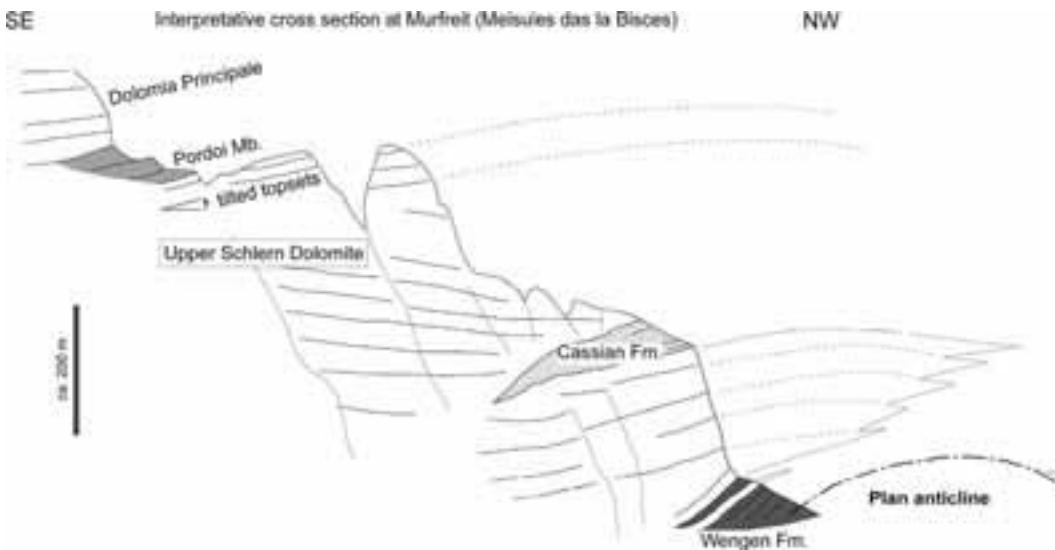 SE
Interpretative cross section at Murfreit (Meisules das la Bisces)
NW
Dolomia Principale
Pordoi Mb.
tilted topsets
Upper Schlern Dolomite
ca. 200 m
Cassian Fm.
Plan anticline
Wengen Fm.